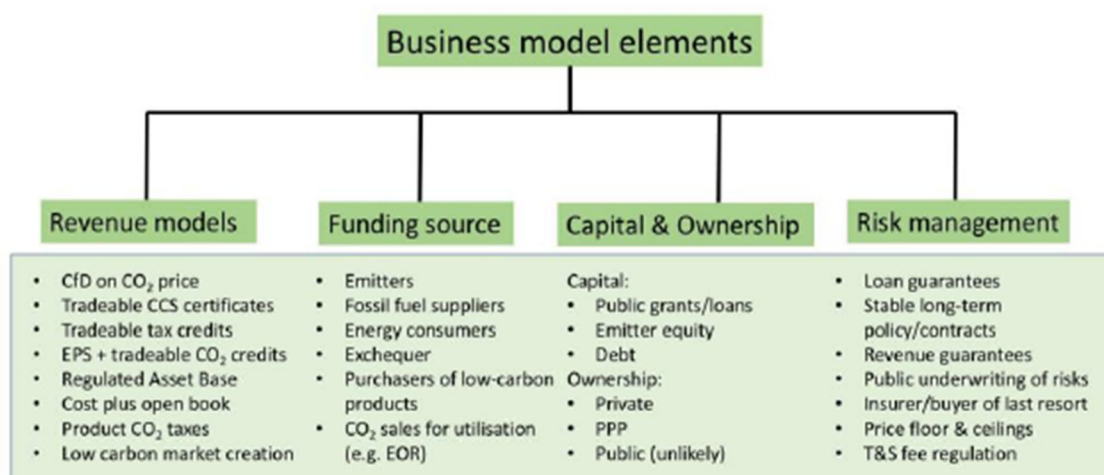 Business model elements
Revenue models
• CfD on CO₂ price
• Tradeable CCS certificates
• Tradeable tax credits
• EPS + tradeable CO₂ credits
• Regulated Asset Base
• Cost plus open book
• Product CO₂ taxes
• Low carbon market creation
Funding source
• Emitters
• Fossil fuel suppliers
• Energy consumers
• Exchequer
• Purchasers of low-carbon
products
• CO₂ sales for utilisation
(e.g. EOR)
Capital & Ownership
Capital:
• Public grants/loans
• Emitter equity
• Debt
Ownership:
• Private
• PPP
• Public (unlikely)
Risk management
• Loan guarantees
• Stable long-term
policy/contracts
• Revenue guarantees
• Public underwriting of risks
• Insurer/buyer of last resort
• Price floor & ceilings
• T&S fee regulation